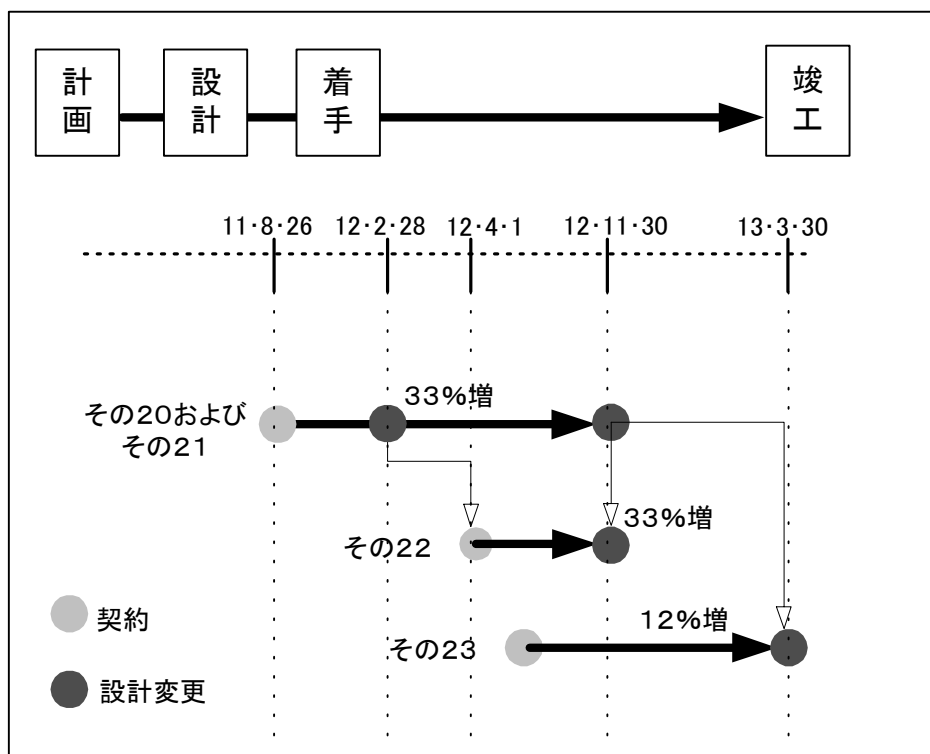 計画
設計
着手
竣工
11・8・26
12・2・28
12・4・1
12・11・30
13・3・30
33%増
その20および
その21
33%増
その22
12%増
その23
契約
設計変更